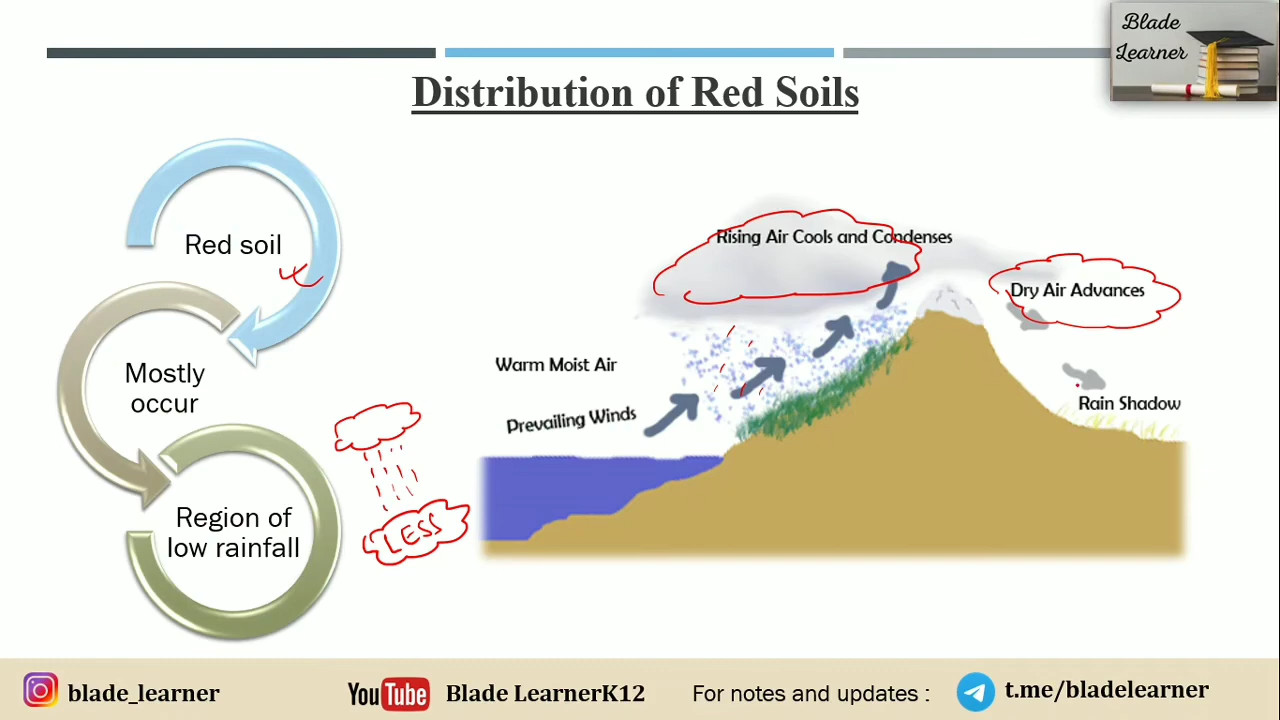 Blade
Learner
Distribution of Red Soils
Red soil
Mostly
occur
Region of
low rainfall
LESS
Rising Air Cools and Condenses
Dry Air Advances
Warm Moist Air
Prevailing Winds
Rain Shadow
blade_learner
YouTube Blade LearnerK12
For notes and updates :
t.me/bladelearner